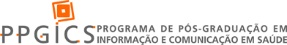 PPGICS PROGRAMA DE PÓS-GRADUAÇÃO EM
INFORMAÇÃO E COMUNICAÇÃO EM SAÚDE